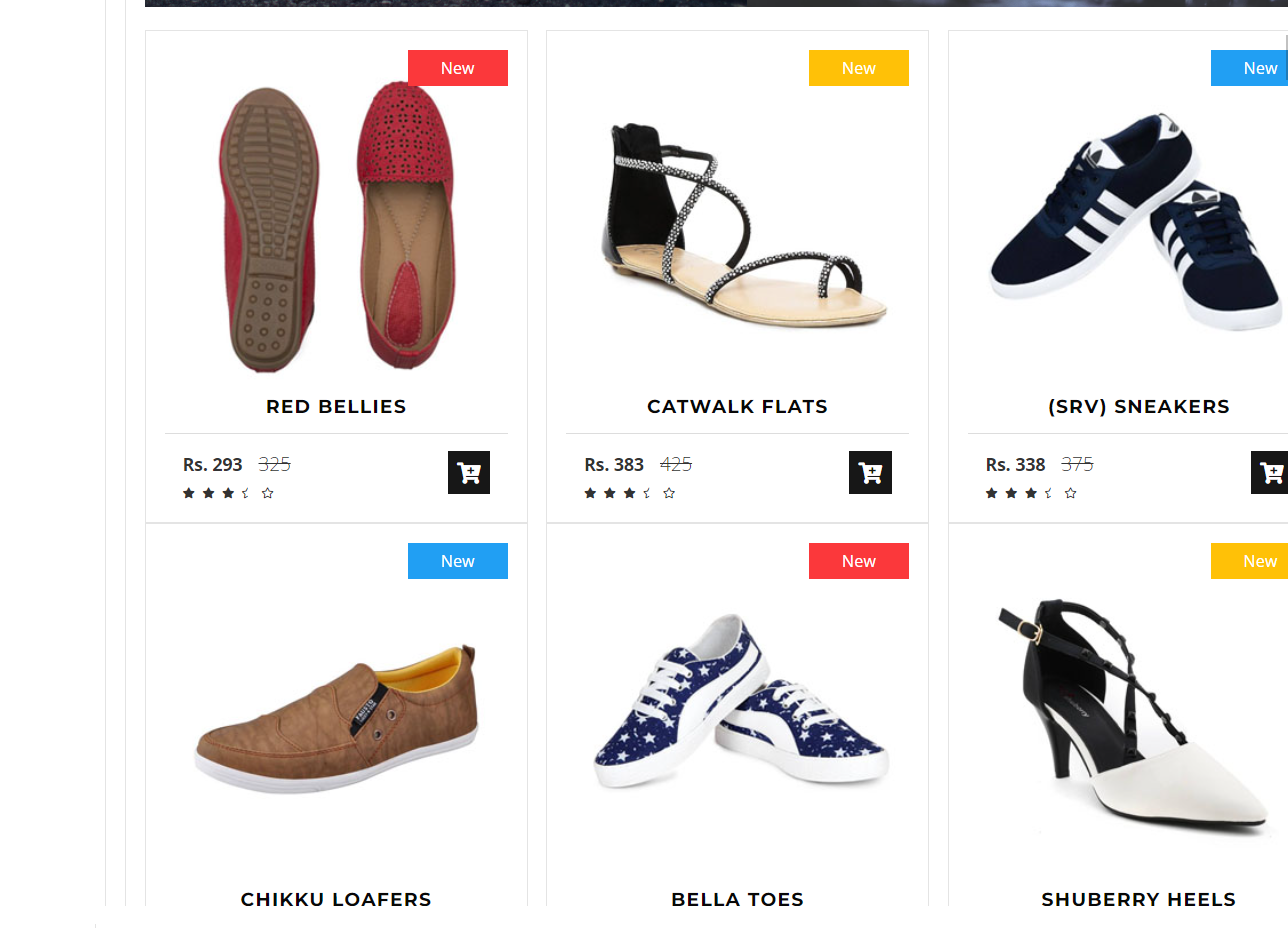 New
New
New
RED BELLIES
CATWALK FLATS
(SRV) SNEAKERS
Rs. 293 325
Rs. 383 425
Rs. 338 375
New
New
New
CHIKKU LOAFERS
BELLA TOES
SHUBERRY HEELS